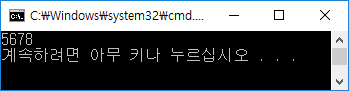 C:₩Windows₩system32₩cmd....
5678
계속하려면 아무 키나 누르십시오 . . .